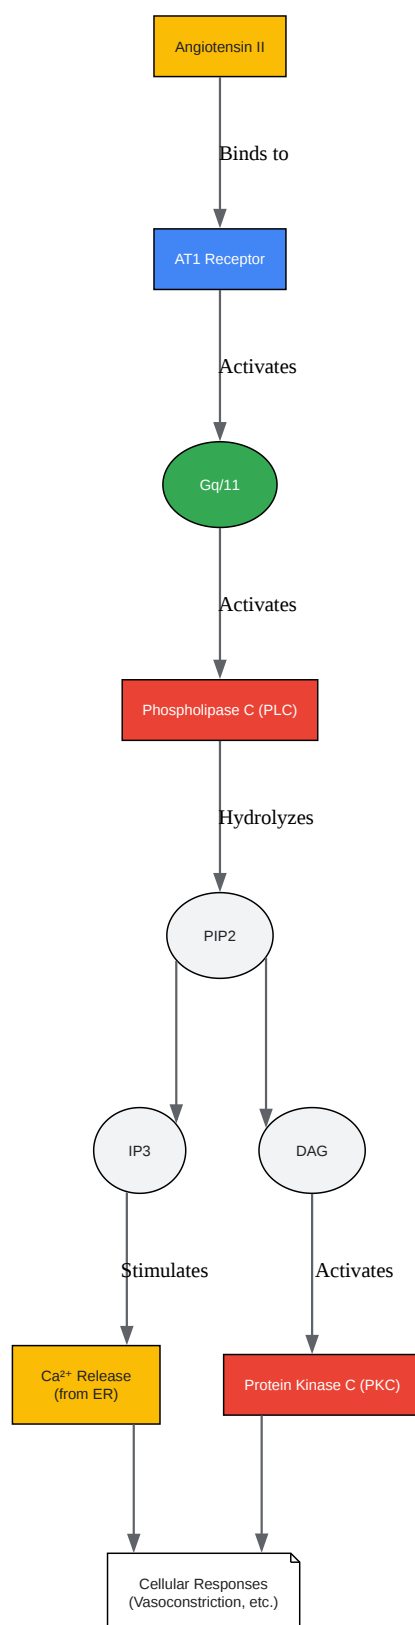 Angiotensin II
Binds to
AT1 Receptor
Activates
Gq/11
Activates
Phospholipase C (PLC)
Hydrolyzes
PIP2
IP3
DAG
Stimulates
Activates
Ca²⁺ Release
(from ER)
Protein Kinase C (PKC)
Cellular Responses
(Vasoconstriction, etc.)